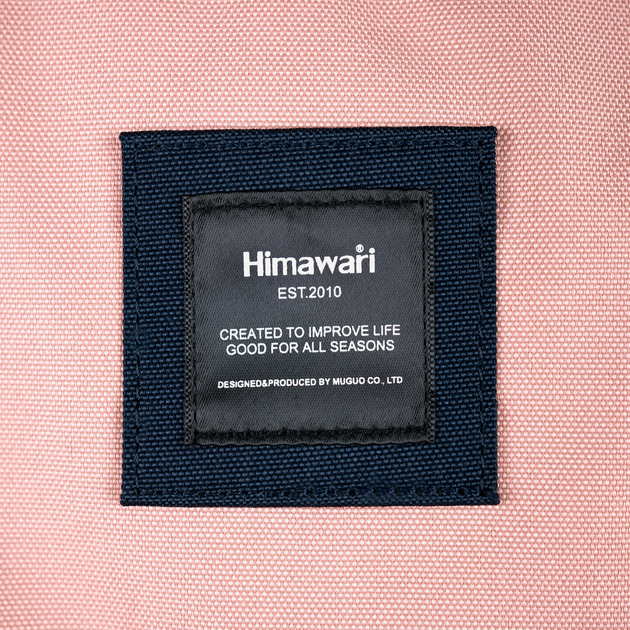 Himawari®
EST.2010
CREATED TO IMPROVE LIFE
GOOD FOR ALL SEASONS
DESIGNED&PRODUCED BY MUGUO CO., LTD